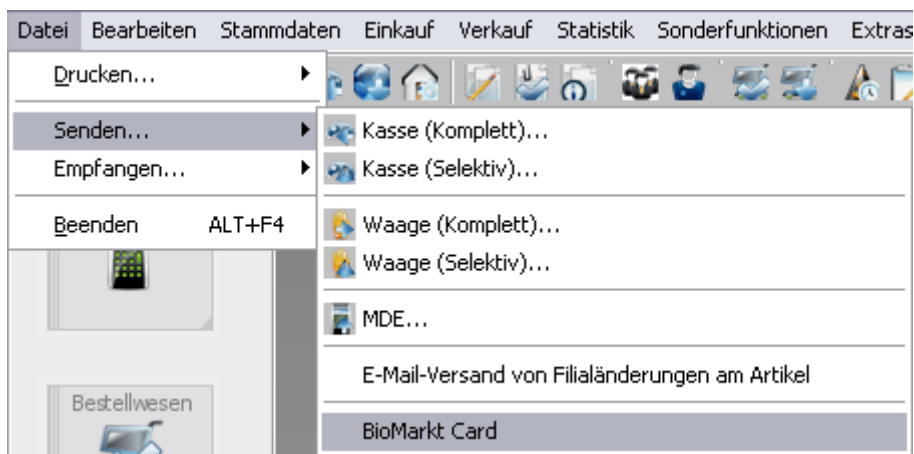 Datei Bearbeiten Stammdaten Einkauf Verkauf Statistik Sonderfunktionen Extras
Drucken...
Senden...
Empfangen...
Beenden ALT+F4
Kasse (Komplett)...
Kasse (Selektiv)...
Waage (Komplett)...
Waage (Selektiv)...
MDE...
E-Mail-Versand von Filialänderungen am Artikel
BioMarkt Card
Bestellwesen